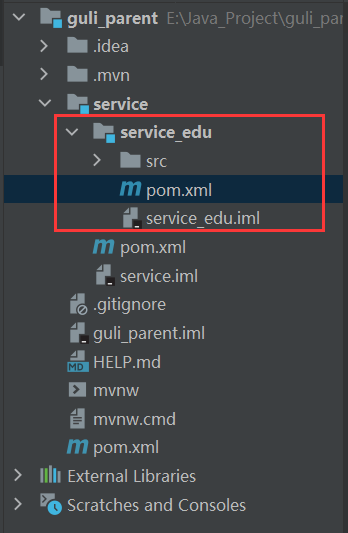 guli_parent E:\Java_Project\guli_pa
.idea
.mvn
service
service_edu
src
m pom.xml
service_edu.iml
m pom.xml
service.iml
.gitignore
guli_parent.iml
MD HELP.md
mvnw
mvnw.cmd
m pom.xml
External Libraries
Scratches and Consoles